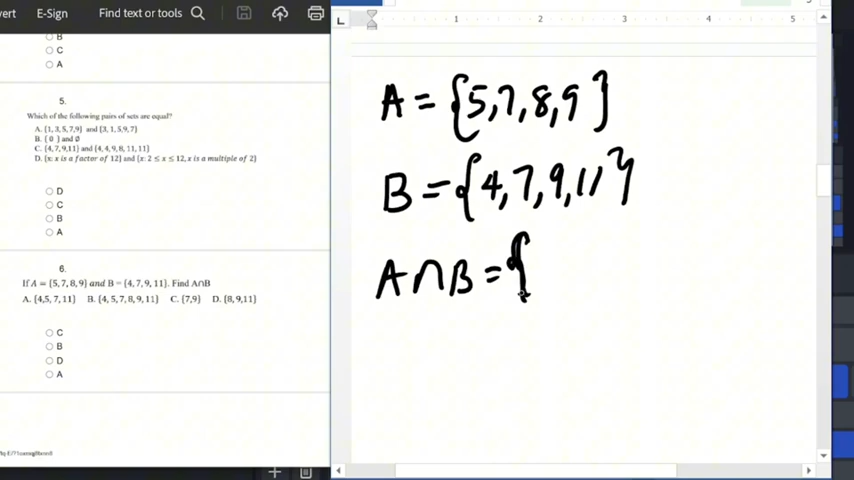 vert E-Sign Find text or tools
B
C
A
5.
Which of the following pairs of sets are equal?
A. {1, 3, 5, 7,9} and {3, 1, 5, 9, 7}
B. { 0 } and ∅
C. {4, 7, 9,11} and {4, 4, 9, 8, 11, 11}
D. {x: x is a factor of 12} and {x: 2 ≤ x ≤ 12, x is a multiple of 2}
D
C
B
A
6.
If A = {5, 7, 8, 9} and B = {4, 7, 9, 11}. Find A∩B
A. {4,5, 7, 11} B. {4, 5, 7, 8, 9, 11} C. {7,9} D. {8, 9,11}
C
B
D
A
1 2 3 4 5
A = {5,7,8,9}
B = {4,7,9,11}
A∩B = {